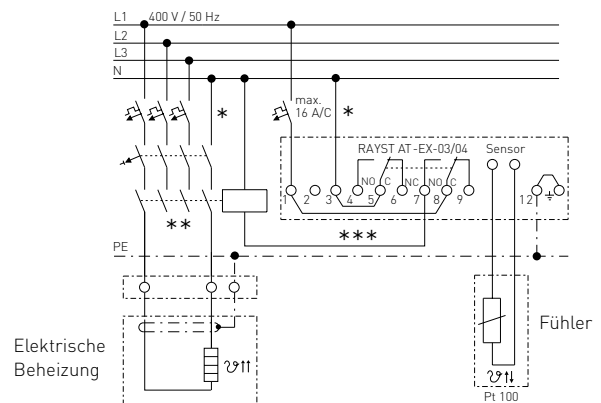 L1 400 V / 50 Hz
L2
L3
N
*
max.
16 A/C
*
RAYST AT-EX-03/04 Sensor
NO C NC NO C
1 2 3 4 5 6 7 8 9 12
**
***
PE
Elektrische
Beheizung
ϑ↑↑
Fühler
ϑ↑↓
Pt 100